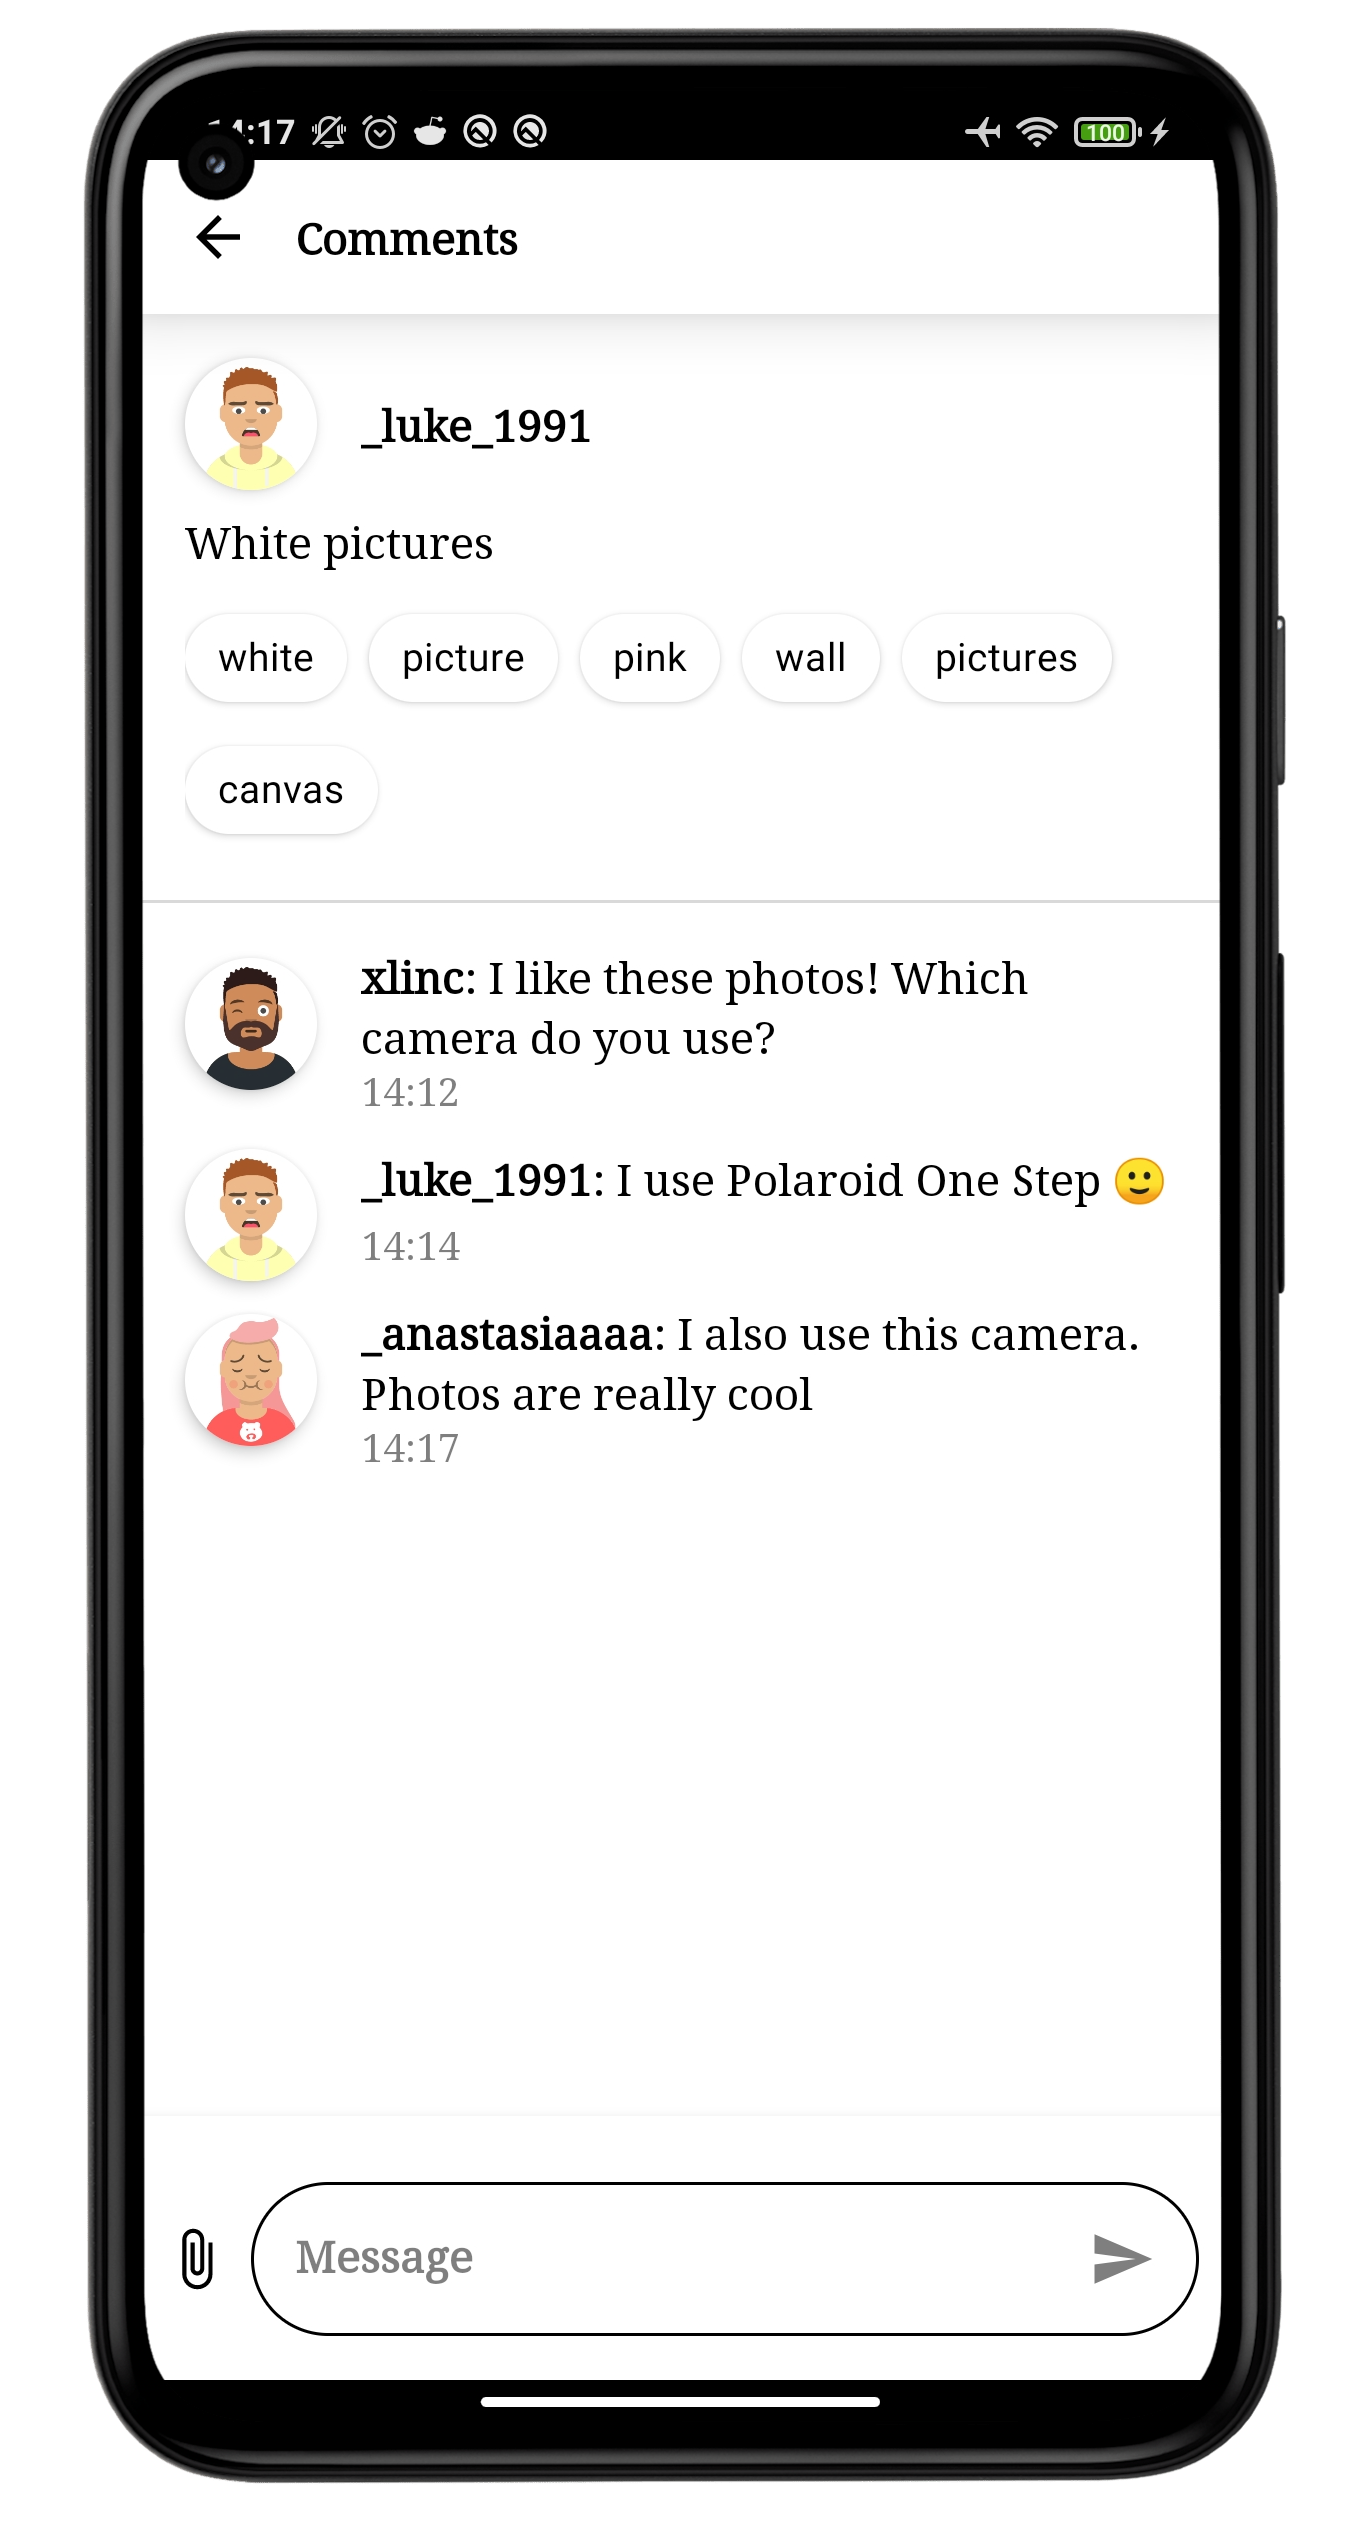 14:17 100
Comments
_luke_1991
White pictures
white picture pink wall pictures
canvas
xlinc: I like these photos! Which
camera do you use?
14:12
_luke_1991: I use Polaroid One Step 🙂
14:14
_anastasiaaaa: I also use this camera.
Photos are really cool
14:17
Message